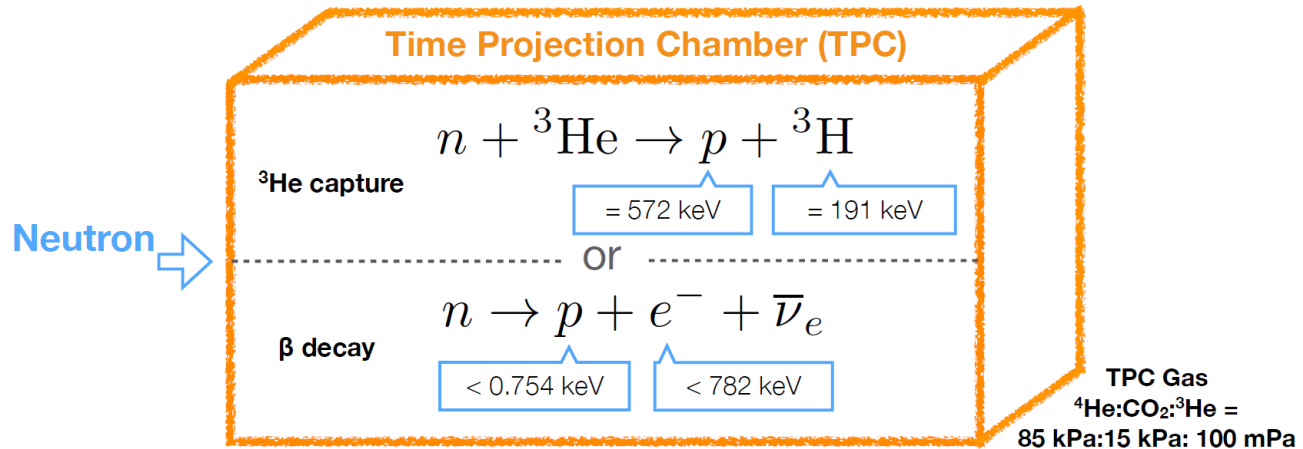 Time Projection Chamber (TPC)
n + ³He → p + ³H
³He capture
= 572 keV
= 191 keV
Neutron
or
n → p + e⁻ + ν̅ₑ
β decay
< 0.754 keV
< 782 keV
TPC Gas
⁴He:CO₂:³He =
85 kPa:15 kPa: 100 mPa